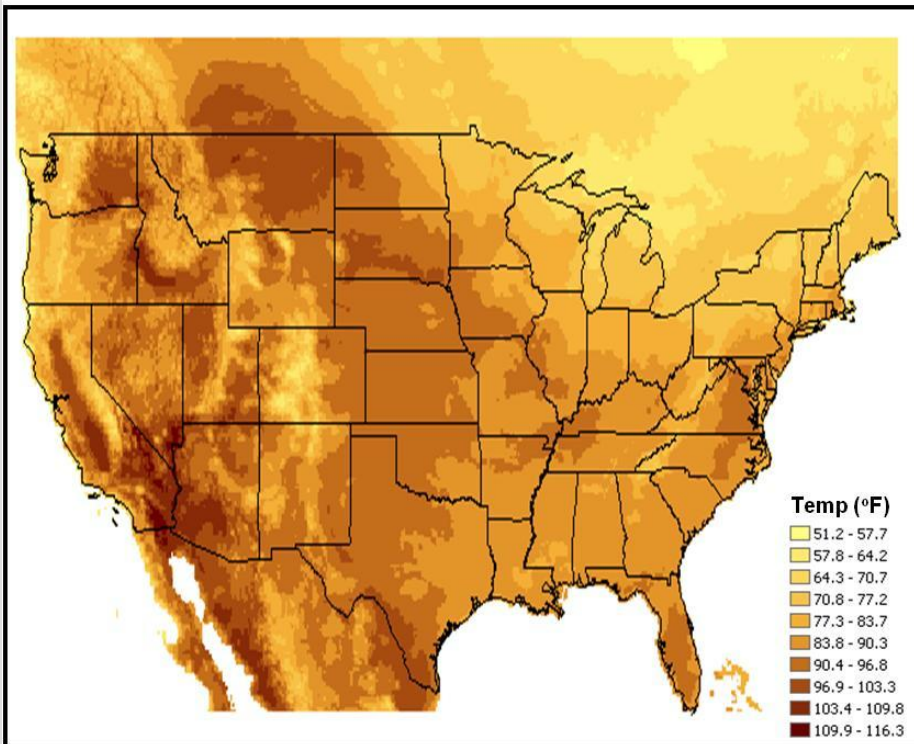 Temp (ºF)
51.2 - 57.7
57.8 - 64.2
64.3 - 70.7
70.8 - 77.2
77.3 - 83.7
83.8 - 90.3
90.4 - 96.8
96.9 - 103.3
103.4 - 109.8
109.9 - 116.3